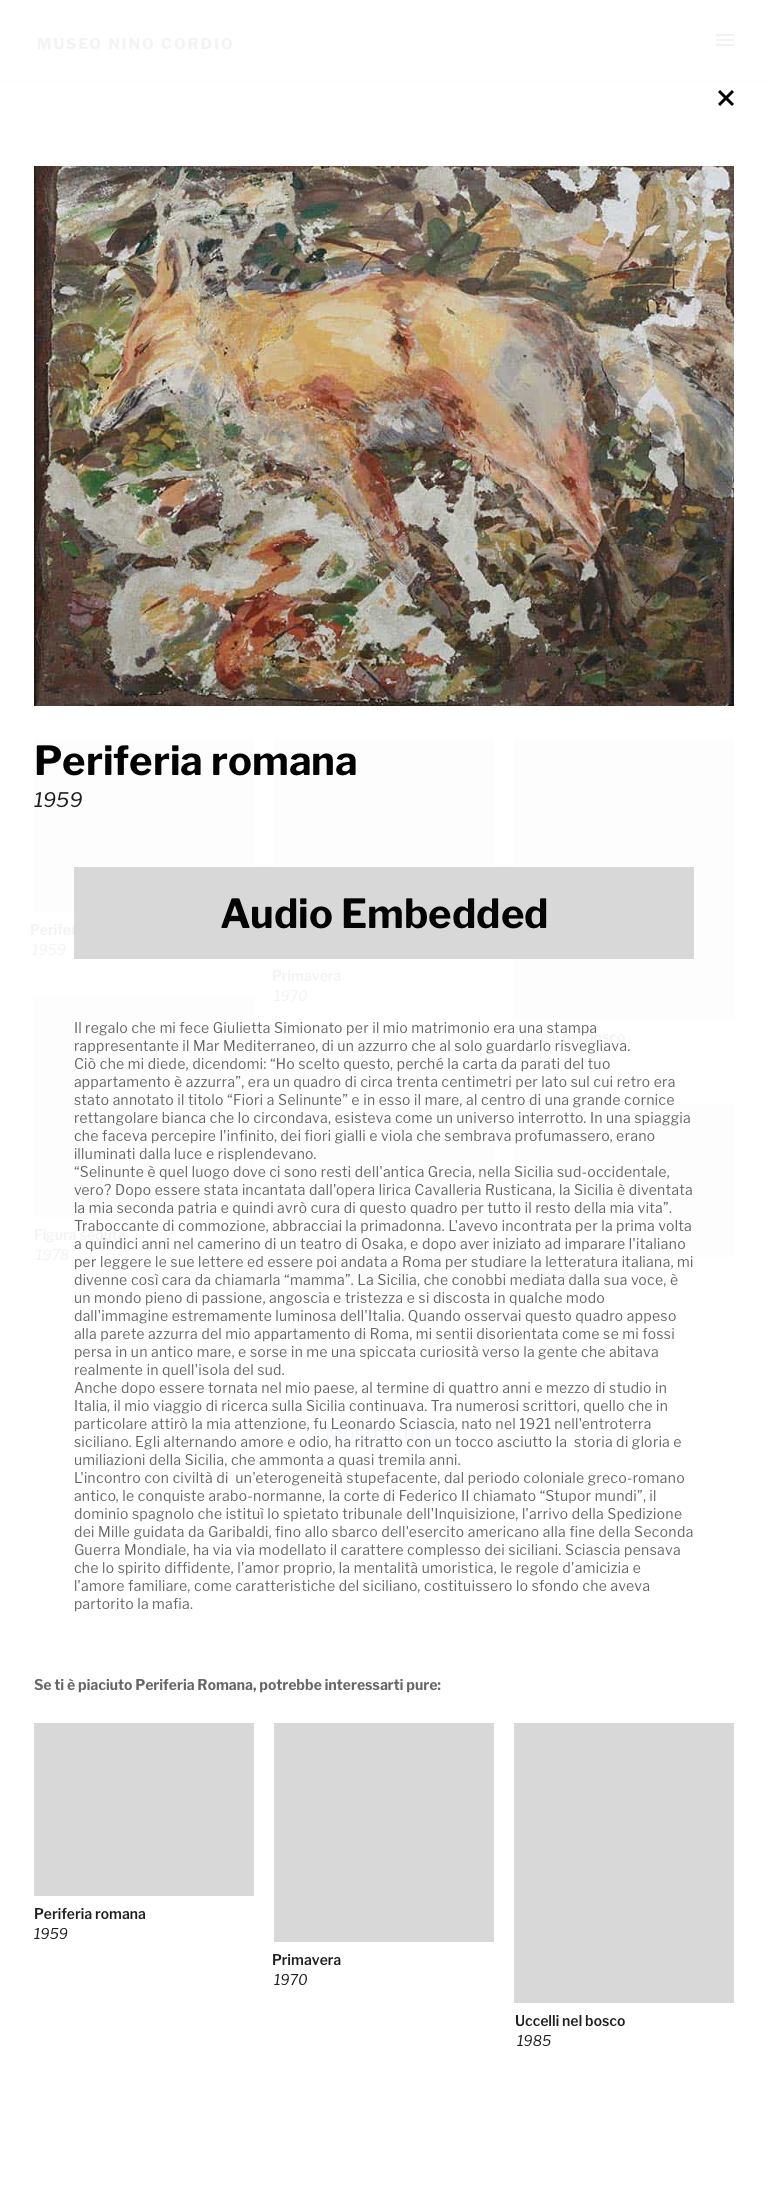 MUSEO NINO CORDIO
Periferia romana
1959
Audio Embedded
1959
Primavera
1970
Figura
1978
Il regalo che mi fece Giulietta Simionato per il mio matrimonio era una stampa
rappresentante il Mar Mediterraneo, di un azzurro che al solo guardarlo risvegliava.
Ciò che mi diede, dicendomi: “Ho scelto questo, perché la carta da parati del tuo
appartamento è azzurra”, era un quadro di circa trenta centimetri per lato sul cui retro era
stato annotato il titolo “Fiori a Selinunte” e in esso il mare, al centro di una grande cornice
rettangolare bianca che lo circondava, esisteva come un universo interrotto. In una spiaggia
che faceva percepire l'infinito, dei fiori gialli e viola che sembrava profumassero, erano
illuminati dalla luce e risplendevano.
“Selinunte è quel luogo dove ci sono resti dell'antica Grecia, nella Sicilia sud-occidentale,
vero? Dopo essere stata incantata dall'opera lirica Cavalleria Rusticana, la Sicilia è diventata
la mia seconda patria e quindi avrò cura di questo quadro per tutto il resto della mia vita”.
Traboccante di commozione, abbracciai la primadonna. L'avevo incontrata per la prima volta
a quindici anni nel camerino di un teatro di Osaka, e dopo aver iniziato ad imparare l'italiano
per leggere le sue lettere ed essere poi andata a Roma per studiare la letteratura italiana, mi
divenne così cara da chiamarla “mamma”. La Sicilia, che conobbi mediata dalla sua voce, è
un mondo pieno di passione, angoscia e tristezza e si discosta in qualche modo
dall'immagine estremamente luminosa dell'Italia. Quando osservai questo quadro appeso
alla parete azzurra del mio appartamento di Roma, mi sentii disorientata come se mi fossi
persa in un antico mare, e sorse in me una spiccata curiosità verso la gente che abitava
realmente in quell'isola del sud.
Anche dopo essere tornata nel mio paese, al termine di quattro anni e mezzo di studio in
Italia, il mio viaggio di ricerca sulla Sicilia continuava. Tra numerosi scrittori, quello che in
particolare attirò la mia attenzione, fu Leonardo Sciascia, nato nel 1921 nell'entroterra
siciliano. Egli alternando amore e odio, ha ritratto con un tocco asciutto la  storia di gloria e
umiliazioni della Sicilia, che ammonta a quasi tremila anni.
L'incontro con civiltà di  un'eterogeneità stupefacente, dal periodo coloniale greco-romano
antico, le conquiste arabo-normanne, la corte di Federico II chiamato “Stupor mundi”, il
dominio spagnolo che istituì lo spietato tribunale dell'Inquisizione, l'arrivo della Spedizione
dei Mille guidata da Garibaldi, fino allo sbarco dell'esercito americano alla fine della Seconda
Guerra Mondiale, ha via via modellato il carattere complesso dei siciliani. Sciascia pensava
che lo spirito diffidente, l'amor proprio, la mentalità umoristica, le regole d'amicizia e
l'amore familiare, come caratteristiche del siciliano, costituissero lo sfondo che aveva
partorito la mafia.
Se ti è piaciuto Periferia Romana, potrebbe interessarti pure:
Periferia romana
1959
Primavera
1970
Uccelli nel bosco
1985